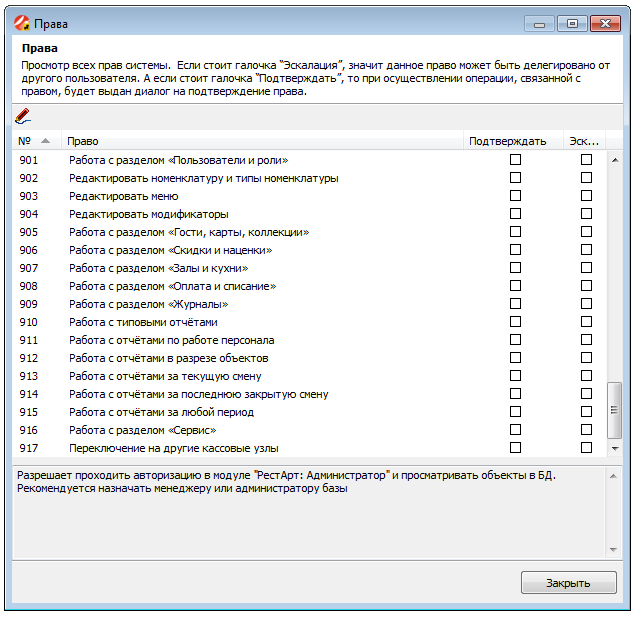 Права
Права
Просмотр всех прав системы.  Если стоит галочка "Эскалация", значит данное право может быть делегировано от
другого пользователя. А если стоит галочка "Подтверждать", то при осуществлении операции, связанной с
правом, будет выдан диалог на подтверждение права.
№ Право Подтверждать Эск...
901 Работа с разделом «Пользователи и роли»
902 Редактировать номенклатуру и типы номенклатуры
903 Редактировать меню
904 Редактировать модификаторы
905 Работа с разделом «Гости, карты, коллекции»
906 Работа с разделом «Скидки и наценки»
907 Работа с разделом «Залы и кухни»
908 Работа с разделом «Оплата и списание»
909 Работа с разделом «Журналы»
910 Работа с типовыми отчётами
911 Работа с отчётами по работе персонала
912 Работа с отчётами в разрезе объектов
913 Работа с отчётами за текущую смену
914 Работа с отчётами за последнюю закрытую смену
915 Работа с отчётами за любой период
916 Работа с разделом «Сервис»
917 Переключение на другие кассовые узлы
Разрешает проходить авторизацию в модуле "РестАрт: Администратор" и просматривать объекты в БД.
Рекомендуется назначать менеджеру или администратору базы
Закрыть